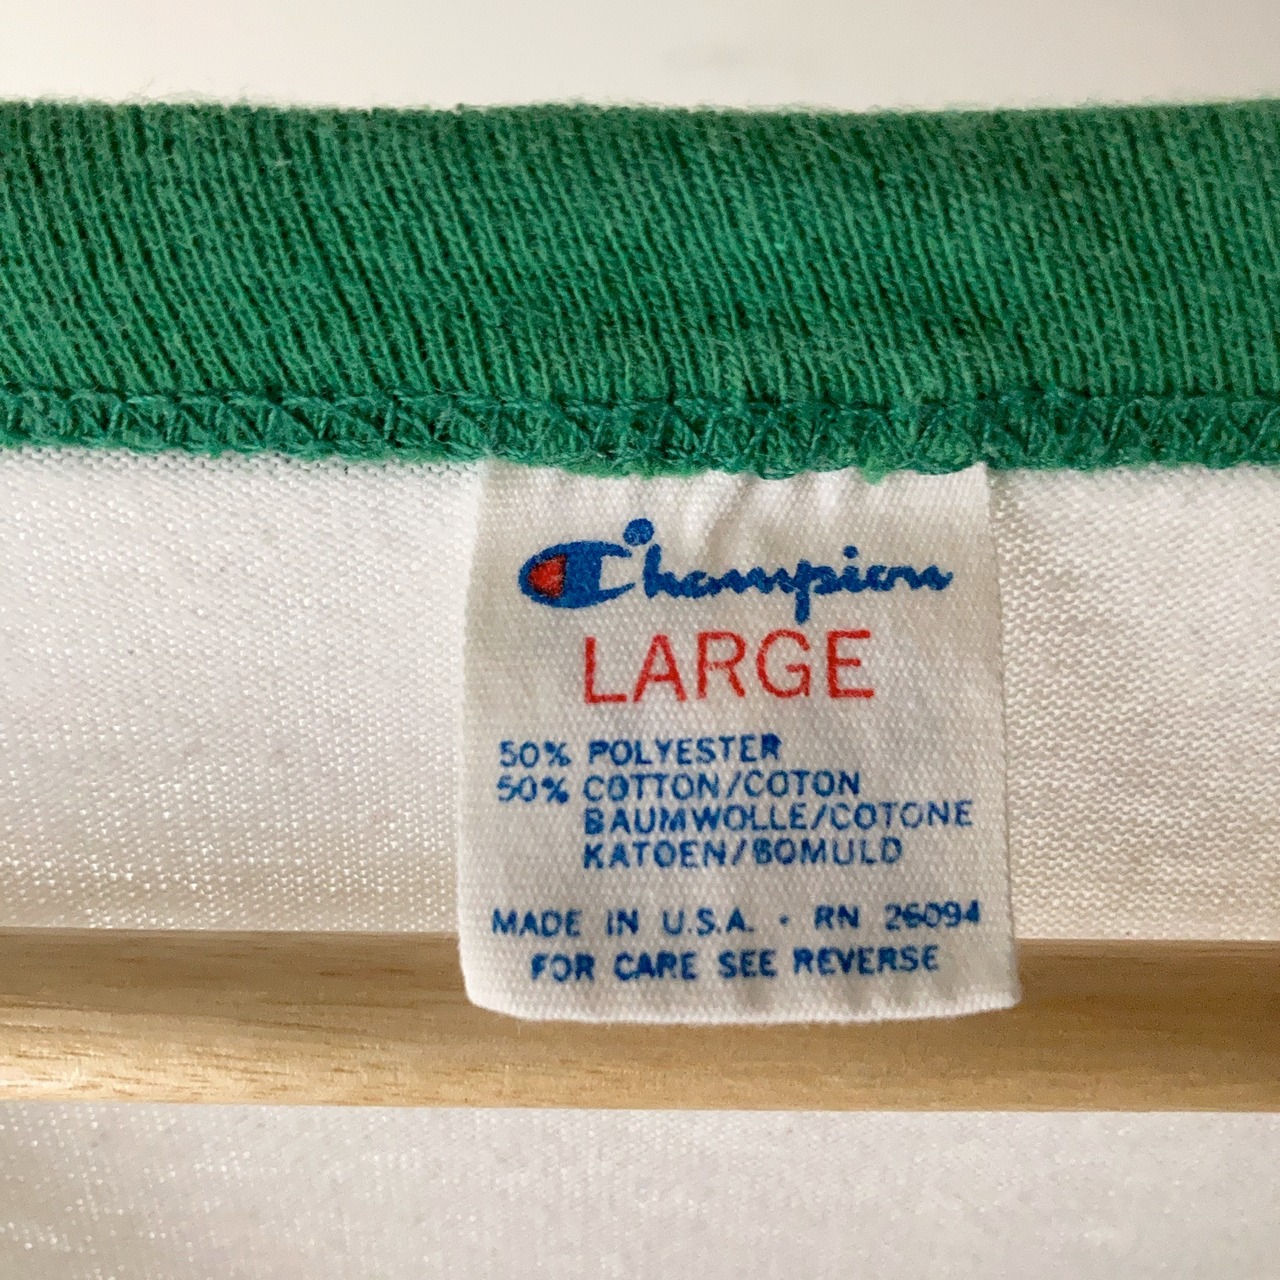 Champion
LARGE
50% POLYESTER
50% COTTON/COTON
BAUMWOLLE/COTONE
KATOEN/BOMULD
MADE IN U.S.A. · RN 26094
FOR CARE SEE REVERSE